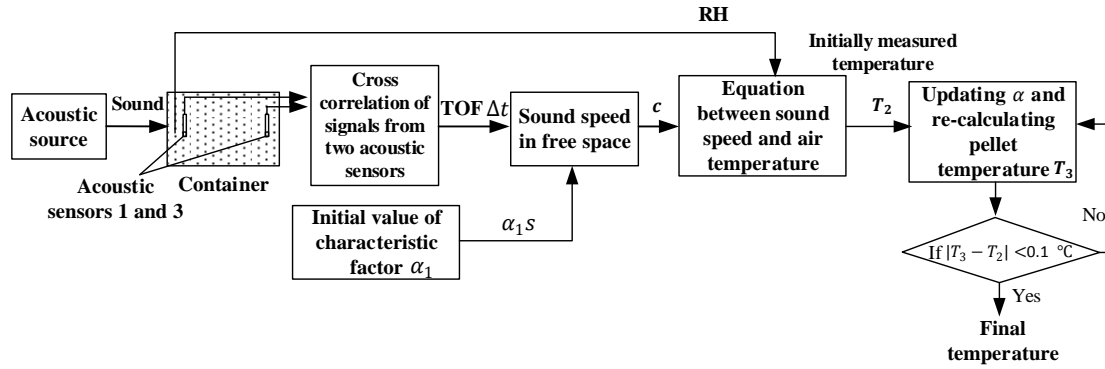 RH
Acoustic
source
Sound
Acoustic
sensors 1 and 3
Container
Cross
correlation of
signals from
two acoustic
sensors
TOF Δt
Initial value of
characteristic
factor α₁
α₁s
Sound speed
in free space
c
Equation
between sound
speed and air
temperature
Initially measured
temperature
T₂
Updating α and
re-calculating
pellet
temperature T₃
No
If |T₃ − T₂| <0.1 °C
Yes
Final
temperature